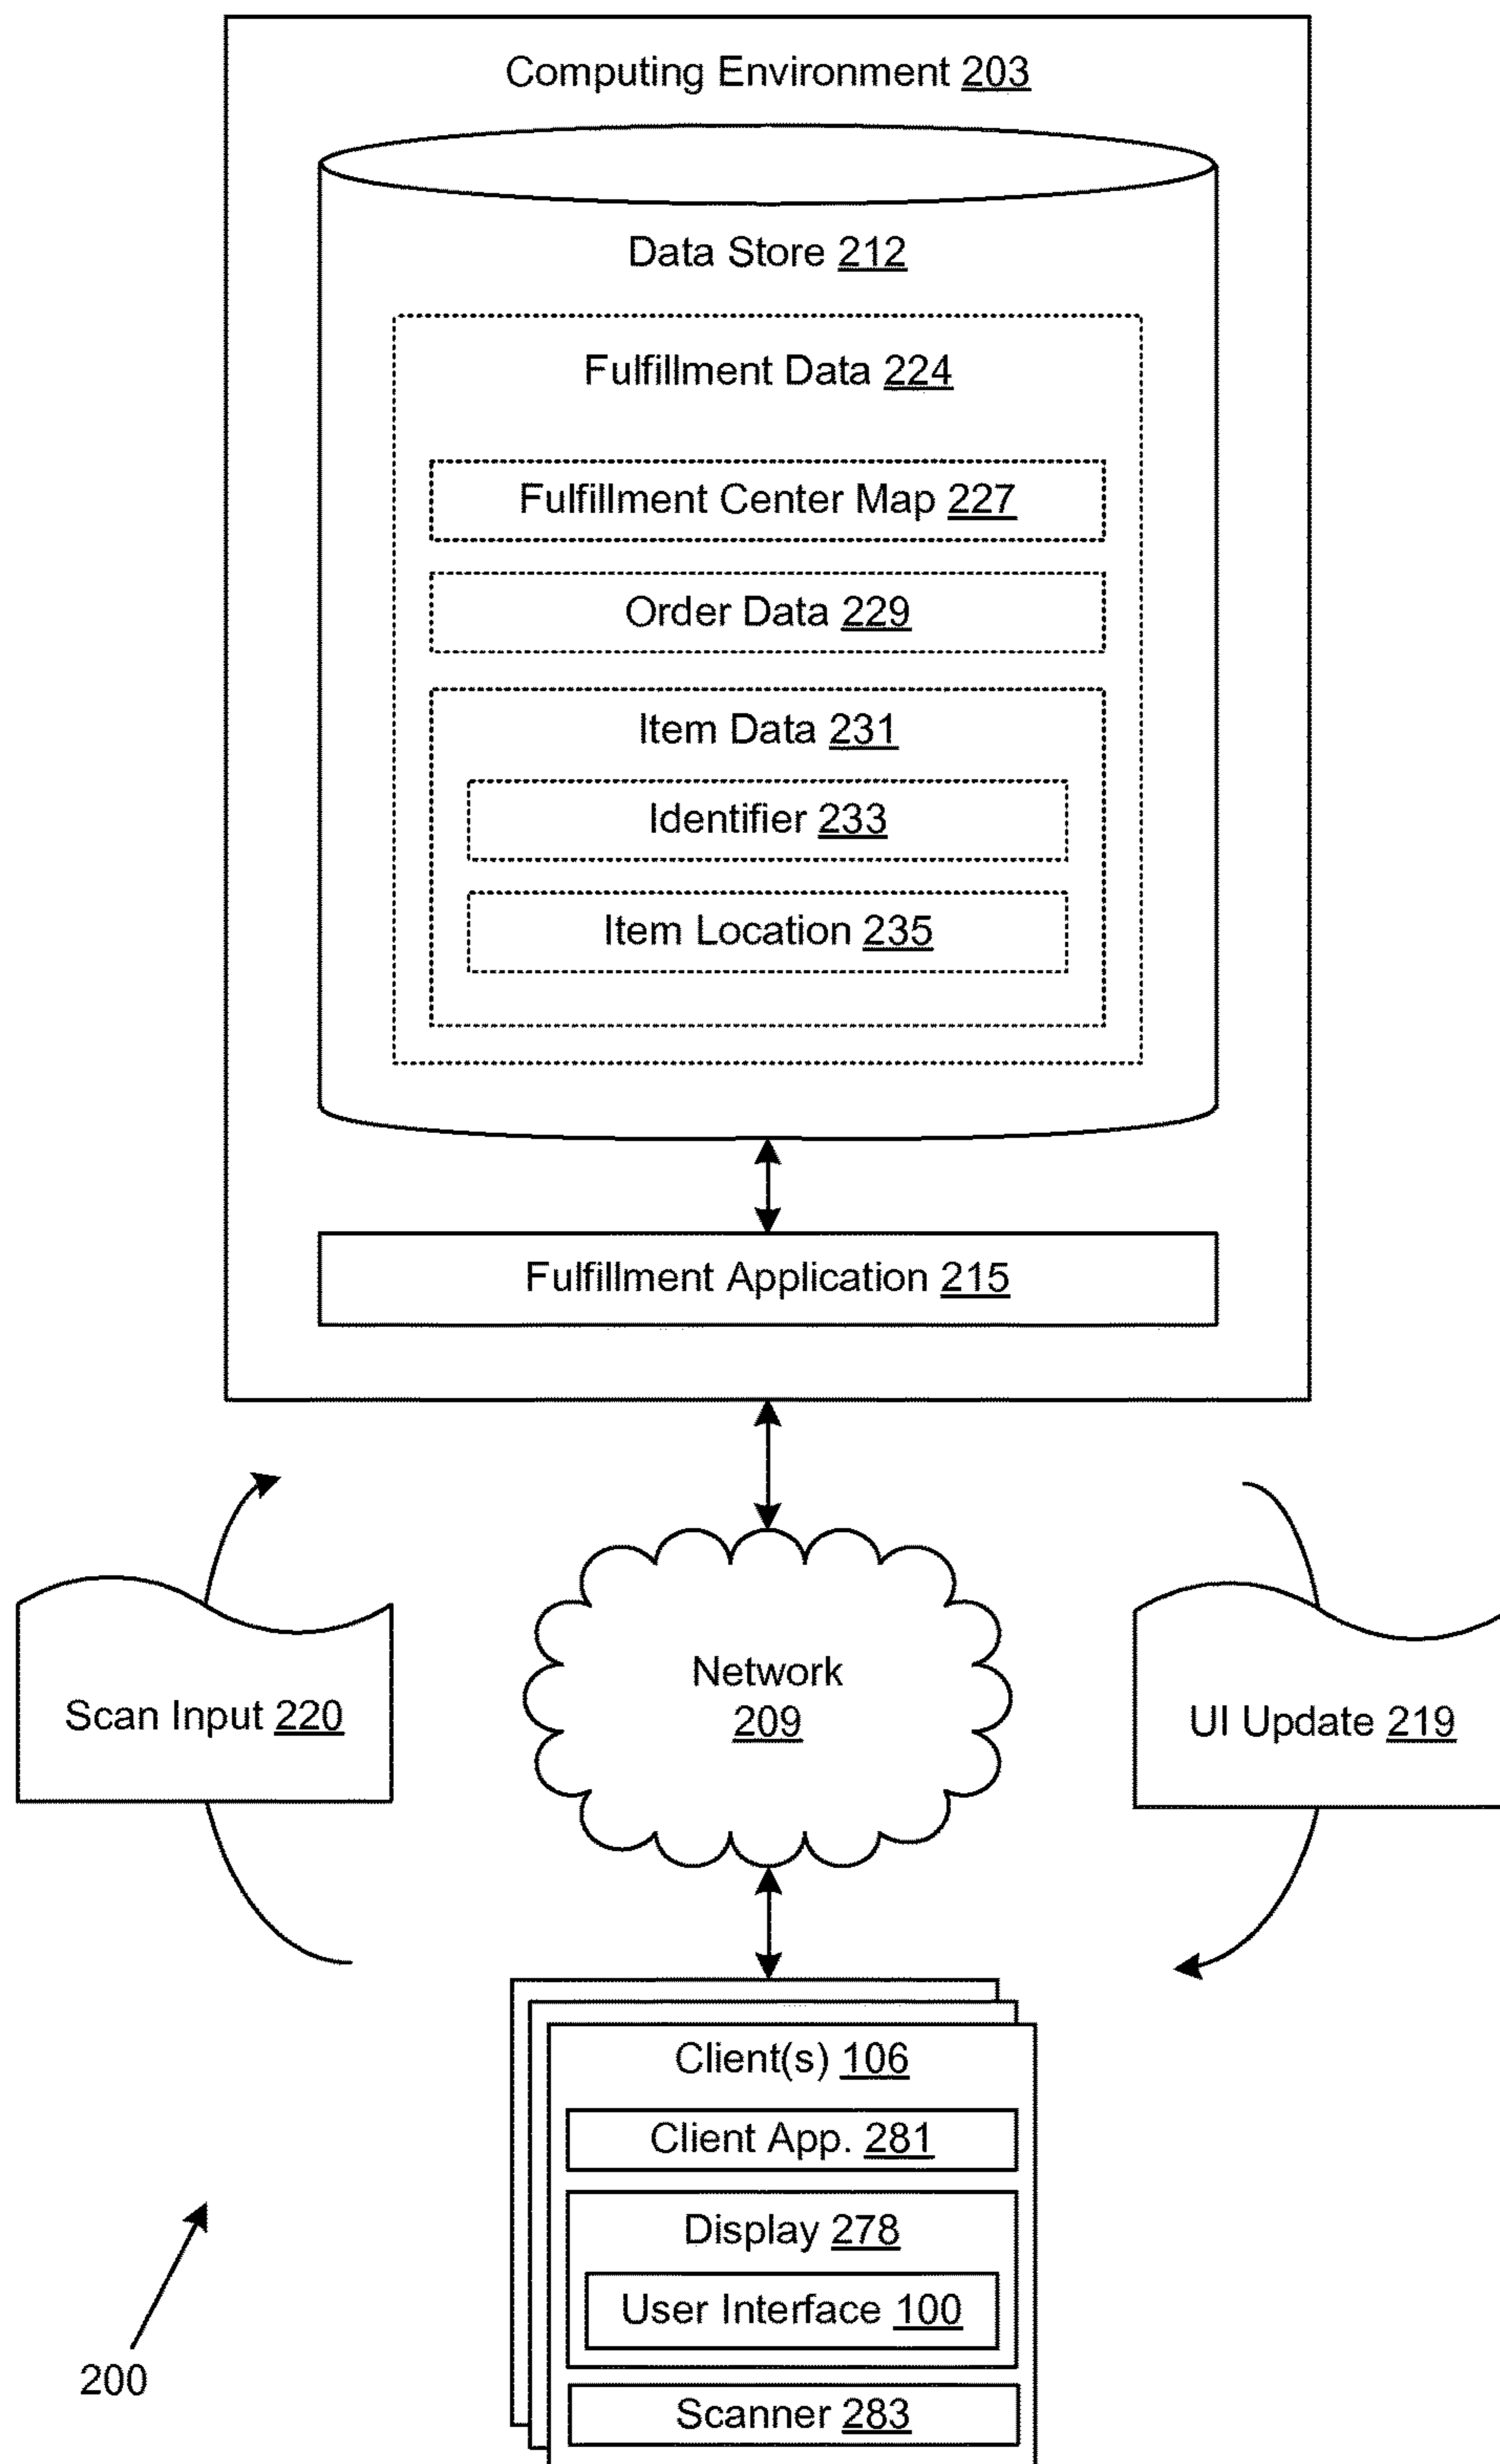 Computing Environment 203
Data Store 212
Fulfillment Data 224
Fulfillment Center Map 227
Order Data 229
Item Data 231
Identifier 233
Item Location 235
Fulfillment Application 215
Scan Input 220
Network
209
UI Update 219
Client(s) 106
Client App. 281
Display 278
User Interface 100
Scanner 283
200